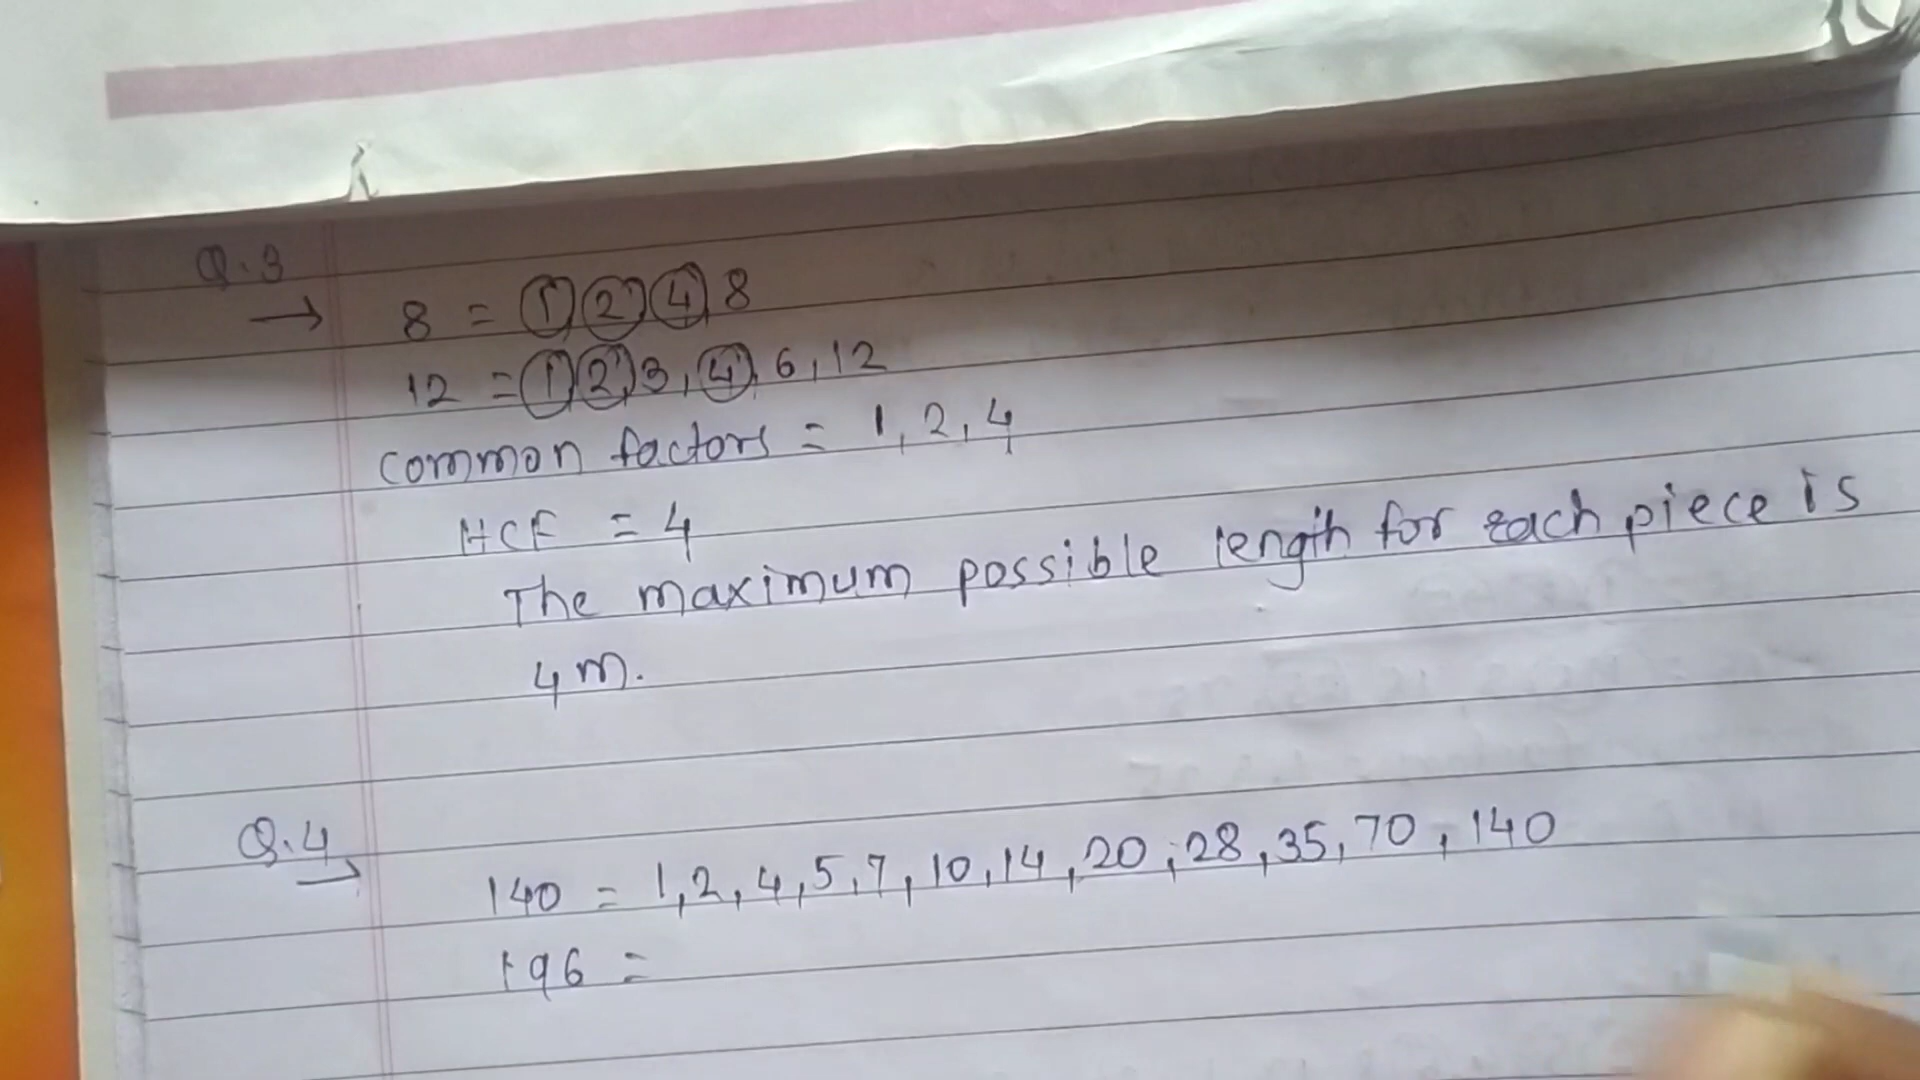 Q.3
→ 8 = 1, 2, 4, 8
12 = 1, 2, 3, 4, 6, 12
common factors = 1, 2, 4
HCF = 4
The maximum possible length for each piece is
4 m.
Q.4
→ 140 = 1, 2, 4, 5, 7, 10, 14, 20, 28, 35, 70, 140
196 =